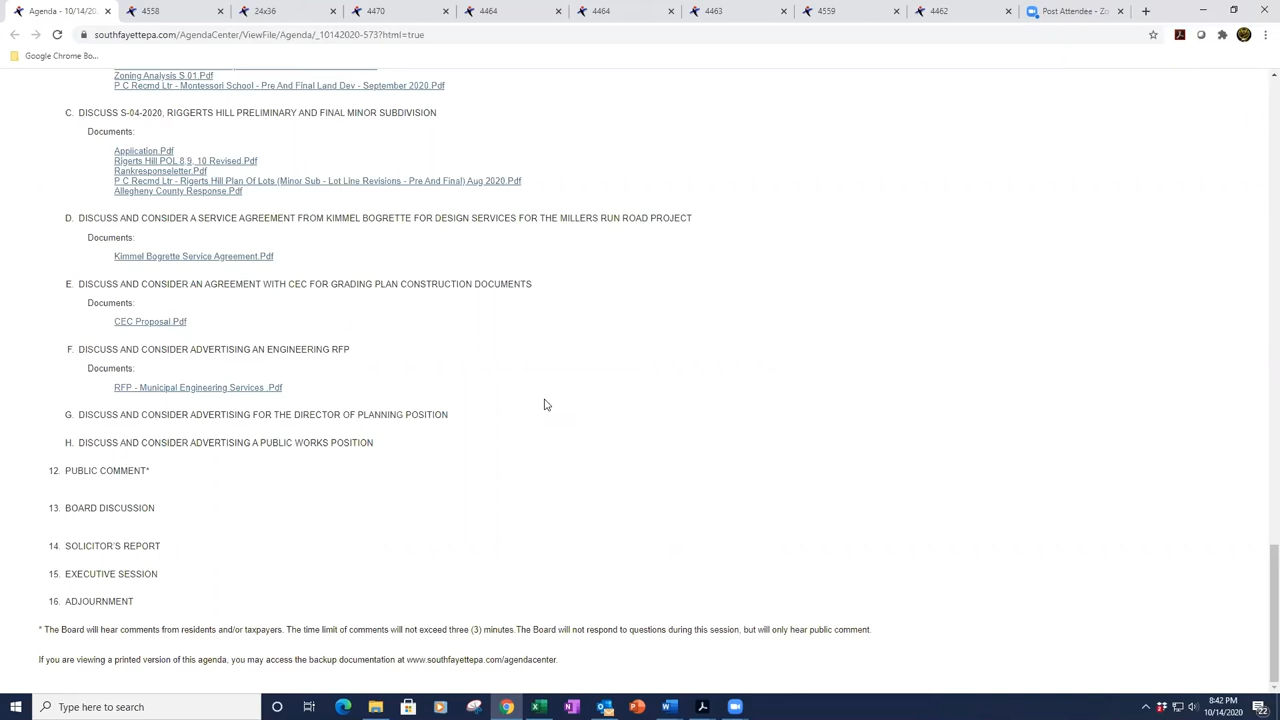 Agenda - 10/14/20
4558
24x36
4470
4464
4464
4463
4559
4462
Post Attendee - Zo
southfayettepa.com/AgendaCenter/ViewFile/Agenda/_10142020-573?html=true
Google Chrome Bo...
Zoning Analysis S.01.Pdf
P C Recmd Ltr - Montessori School - Pre And Final Land Dev - September 2020.Pdf
C. DISCUSS S-04-2020, RIGGERTS HILL PRELIMINARY AND FINAL MINOR SUBDIVISION
Documents:
Application.Pdf
Rigerts Hill POL 8,9, 10 Revised.Pdf
Rankresponseletter.Pdf
P C Recmd Ltr - Rigerts Hill Plan Of Lots (Minor Sub - Lot Line Revisions - Pre And Final) Aug 2020.Pdf
Allegheny County Response.Pdf
D. DISCUSS AND CONSIDER A SERVICE AGREEMENT FROM KIMMEL BOGRETTE FOR DESIGN SERVICES FOR THE MILLERS RUN ROAD PROJECT
Documents:
Kimmel Bogrette Service Agreement.Pdf
E. DISCUSS AND CONSIDER AN AGREEMENT WITH CEC FOR GRADING PLAN CONSTRUCTION DOCUMENTS
Documents:
CEC Proposal.Pdf
F. DISCUSS AND CONSIDER ADVERTISING AN ENGINEERING RFP
Documents:
RFP - Municipal Engineering Services .Pdf
G. DISCUSS AND CONSIDER ADVERTISING FOR THE DIRECTOR OF PLANNING POSITION
H. DISCUSS AND CONSIDER ADVERTISING A PUBLIC WORKS POSITION
12. PUBLIC COMMENT*
13. BOARD DISCUSSION
14. SOLICITOR'S REPORT
15. EXECUTIVE SESSION
16. ADJOURNMENT
* The Board will hear comments from residents and/or taxpayers. The time limit of comments will not exceed three (3) minutes.The Board will not respond to questions during this session, but will only hear public comment.
If you are viewing a printed version of this agenda, you may access the backup documentation at www.southfayettepa.com/agendacenter.
Type here to search
8:42 PM
10/14/2020
22